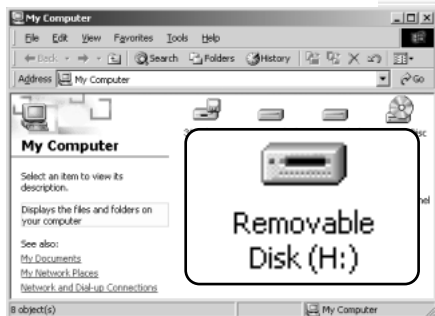 My Computer
File Edit View Favorites Tools Help
Back Search Folders History
Address My Computer Go
My Computer
Select an item to view its
description.
Displays the files and folders on
your computer
See also:
My Documents
My Network Places
Network and Dial-up Connections
Removable
Disk (H:)
8 object(s) My Computer